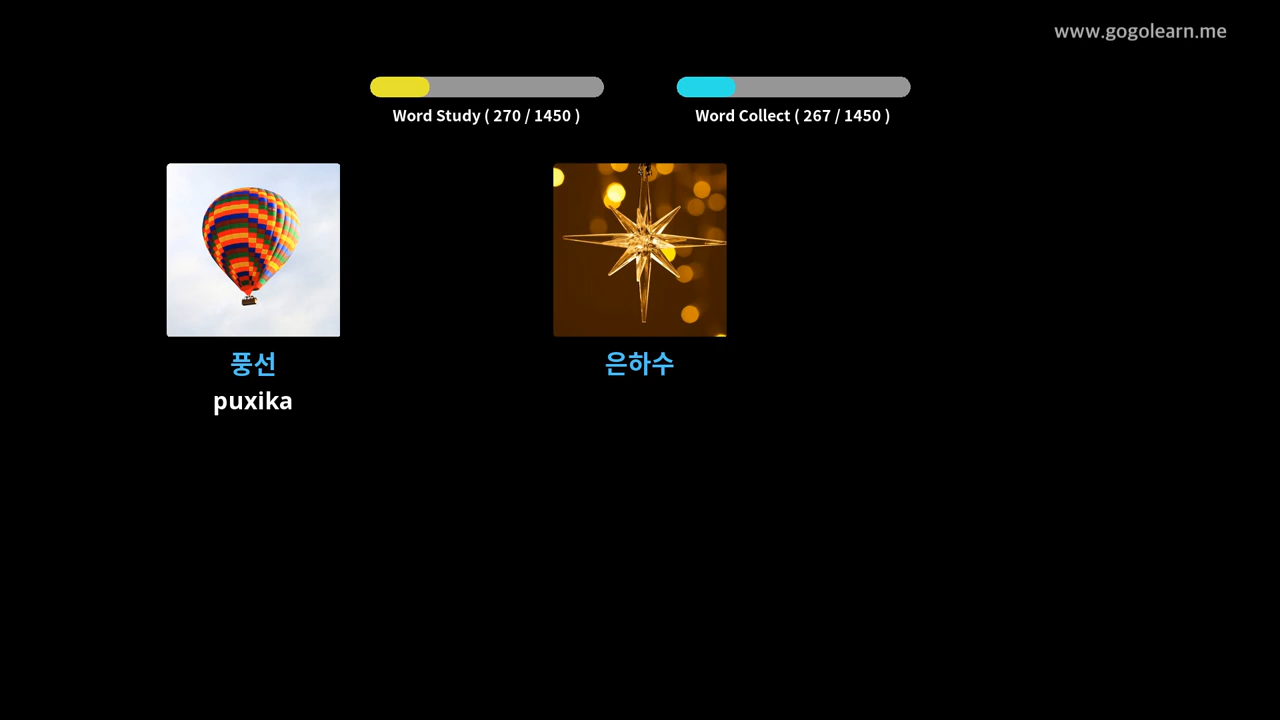 www.gogolearn.me
Word Study ( 270 / 1450 )
Word Collect ( 267 / 1450 )
풍선
puxika
은하수